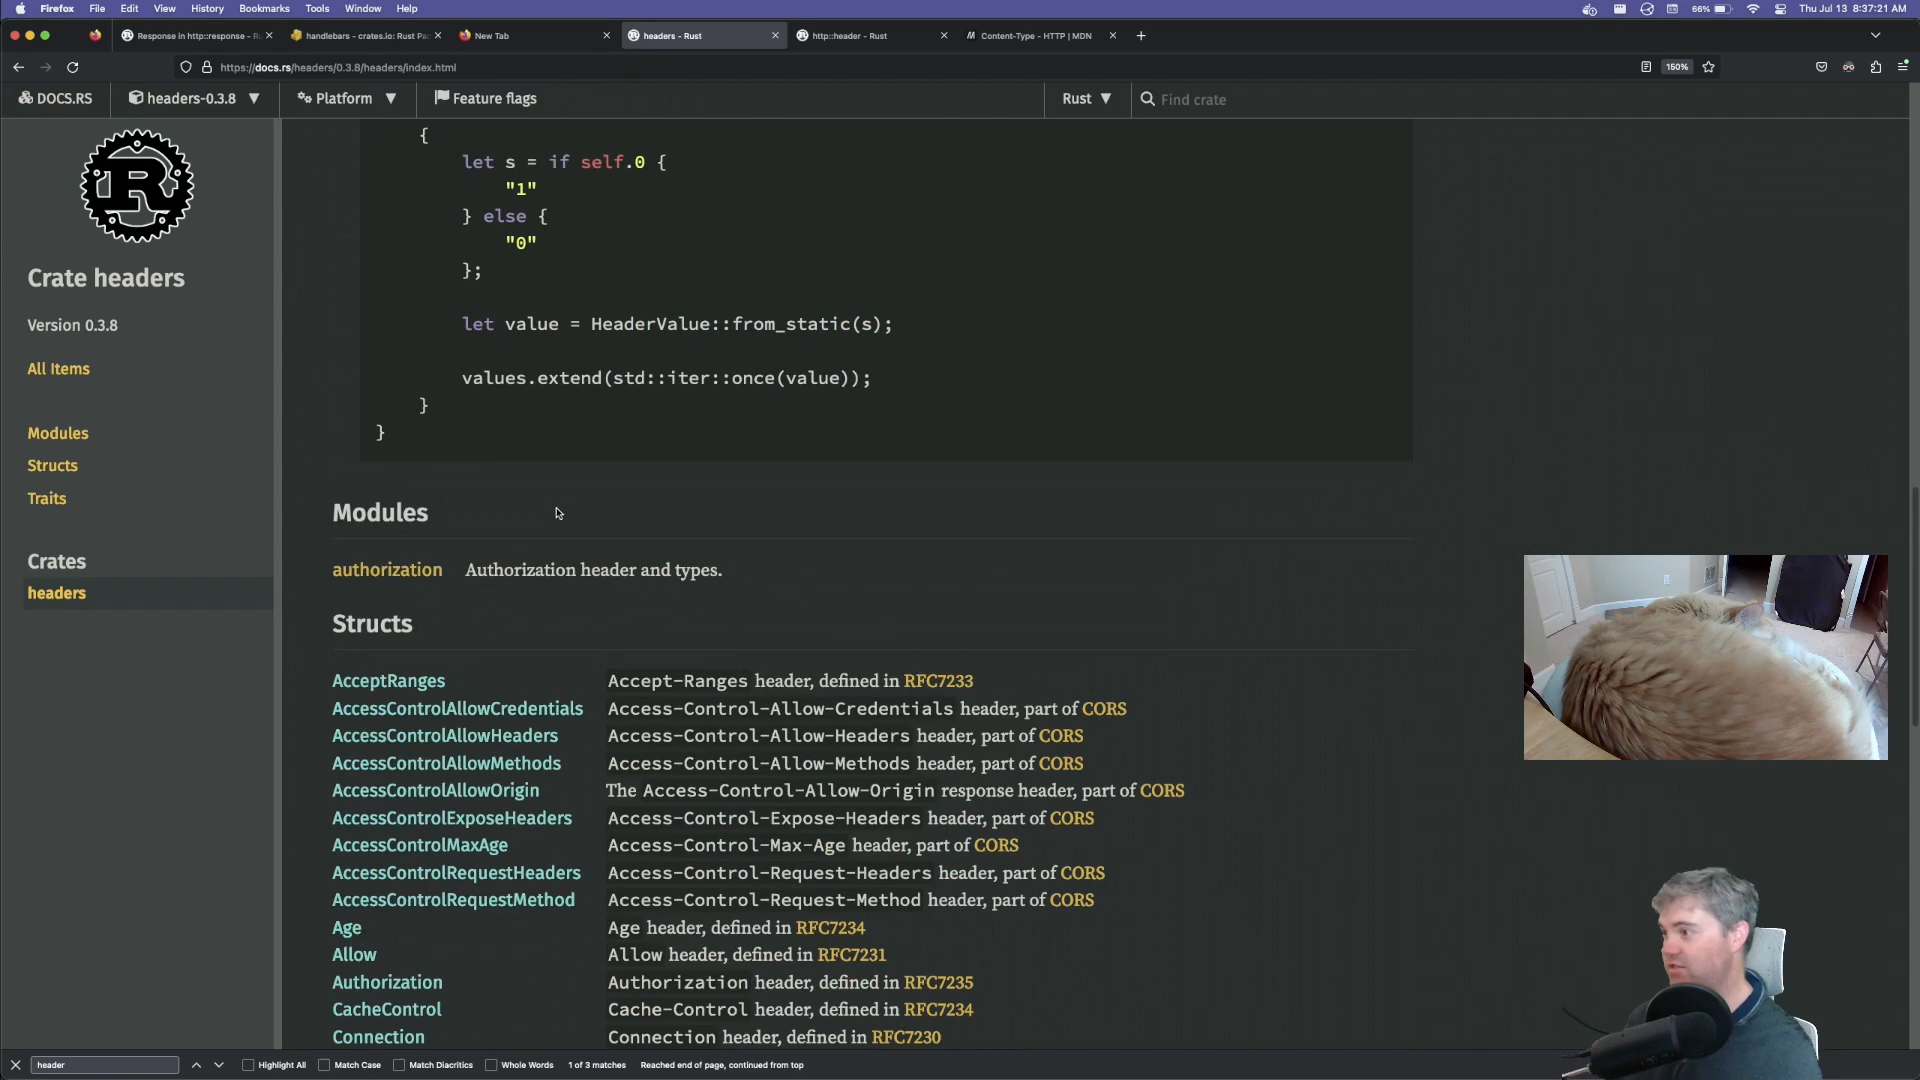 Firefox File Edit View History Bookmarks Tools Window Help 66% Thu Jul 13 8:37:21 AM
Response in http::response - Ru handlebars - crates.io: Rust Pac New Tab headers - Rust http::header - Rust Content-Type - HTTP | MDN
https://docs.rs/headers/0.3.8/headers/index.html 150%
DOCS.RS headers-0.3.8 Platform Feature flags Rust Find crate
Crate headers
Version 0.3.8
All Items
Modules
Structs
Traits
Crates
headers
{
let s = if self.0 {
"1"
} else {
"0"
};
let value = HeaderValue::from_static(s);
values.extend(std::iter::once(value));
}
}
Modules
authorization Authorization header and types.
Structs
AcceptRanges Accept-Ranges header, defined in RFC7233
AccessControlAllowCredentials Access-Control-Allow-Credentials header, part of CORS
AccessControlAllowHeaders Access-Control-Allow-Headers header, part of CORS
AccessControlAllowMethods Access-Control-Allow-Methods header, part of CORS
AccessControlAllowOrigin The Access-Control-Allow-Origin response header, part of CORS
AccessControlExposeHeaders Access-Control-Expose-Headers header, part of CORS
AccessControlMaxAge Access-Control-Max-Age header, part of CORS
AccessControlRequestHeaders Access-Control-Request-Headers header, part of CORS
AccessControlRequestMethod Access-Control-Request-Method header, part of CORS
Age Age header, defined in RFC7234
Allow Allow header, defined in RFC7231
Authorization Authorization header, defined in RFC7235
CacheControl Cache-Control header, defined in RFC7234
Connection Connection header, defined in RFC7230
header Highlight All Match Case Match Diacritics Whole Words 1 of 3 matches Reached end of page, continued from top